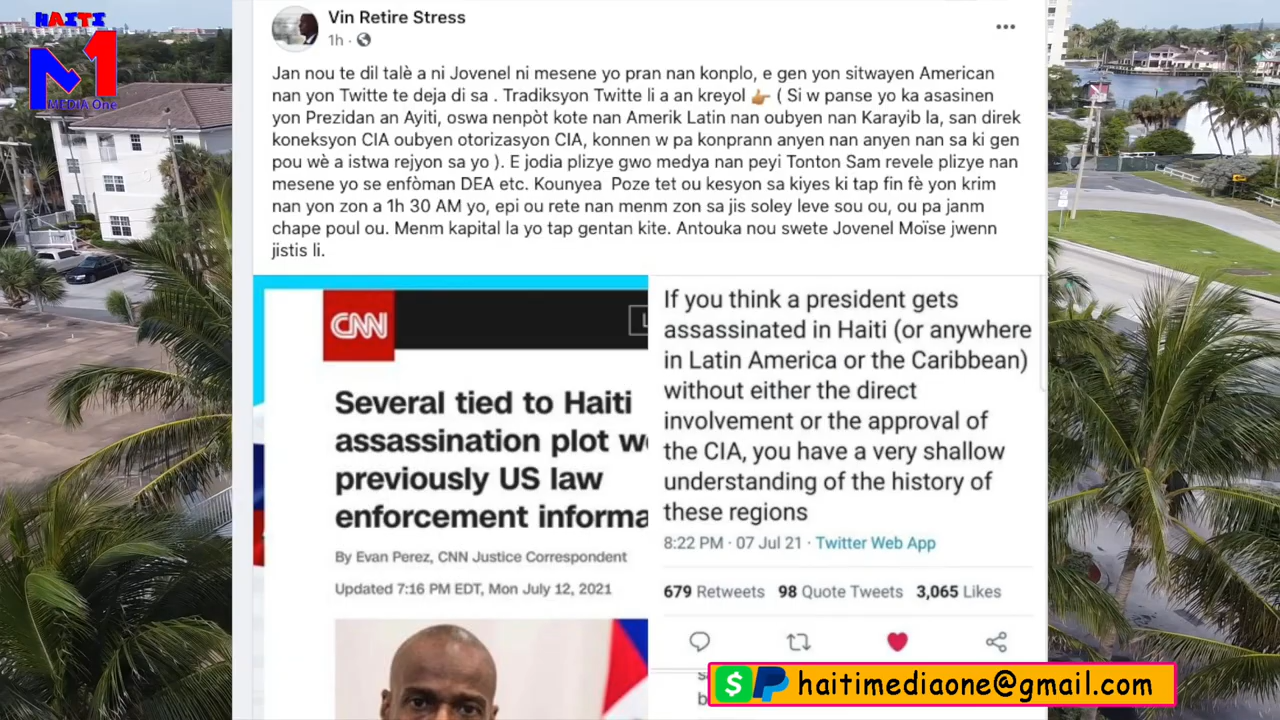 HAITI
M1
MEDIA One
Vin Retire Stress
1h ·
Jan nou te dil talè a ni Jovenel ni mesene yo pran nan konplo, e gen yon sitwayen American
nan yon Twitte te deja di sa . Tradiksyon Twitte li a an kreyol 👉 ( Si w panse yo ka asasinen
yon Prezidan an Ayiti, oswa nenpòt kote nan Amerik Latin nan oubyen nan Karayib la, san direk
koneksyon CIA oubyen otorizasyon CIA, konnen w pa konprann anyen nan anyen nan sa ki gen
pou wè a istwa rejyon sa yo ). E jodia plizye gwo medya nan peyi Tonton Sam revele plizye nan
mesene yo se enfòman DEA etc. Kounyea Poze tet ou kesyon sa kiyes ki tap fin fè yon krim
nan yon zon a 1h 30 AM yo, epi ou rete nan menm zon sa jis soley leve sou ou, ou pa janm
chape poul ou. Menm kapital la yo tap gentan kite. Antouka nou swete Jovenel Moïse jwenn
jistis li.
CNN
Several tied to Haiti
assassination plot we
previously US law
enforcement informa
By Evan Perez, CNN Justice Correspondent
Updated 7:16 PM EDT, Mon July 12, 2021
If you think a president gets
assassinated in Haiti (or anywhere
in Latin America or the Caribbean)
without either the direct
involvement or the approval of
the CIA, you have a very shallow
understanding of the history of
these regions
8:22 PM · 07 Jul 21 · Twitter Web App
679 Retweets 98 Quote Tweets 3,065 Likes
$ haitimediaone@gmail.com